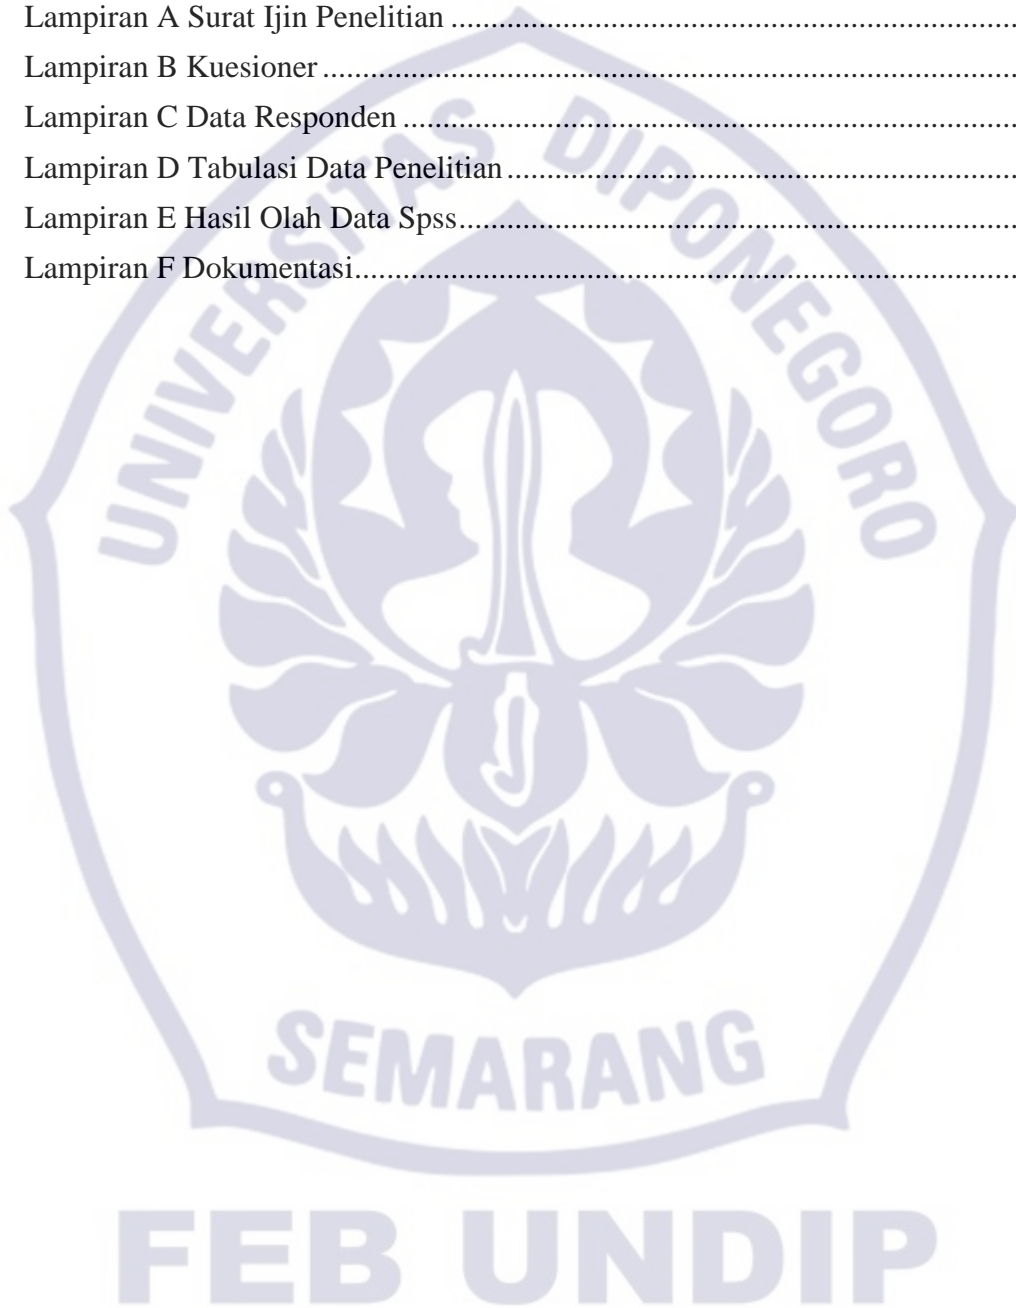 Lampiran A Surat Ijin Penelitian ......................................................................
Lampiran B Kuesioner ......................................................................................
Lampiran C Data Responden ............................................................................
Lampiran D Tabulasi Data Penelitian ...............................................................
Lampiran E Hasil Olah Data Spss.....................................................................
Lampiran F Dokumentasi..................................................................................
UNIVERSITAS DIPONEGORO
SEMARANG
FEB UNDIP